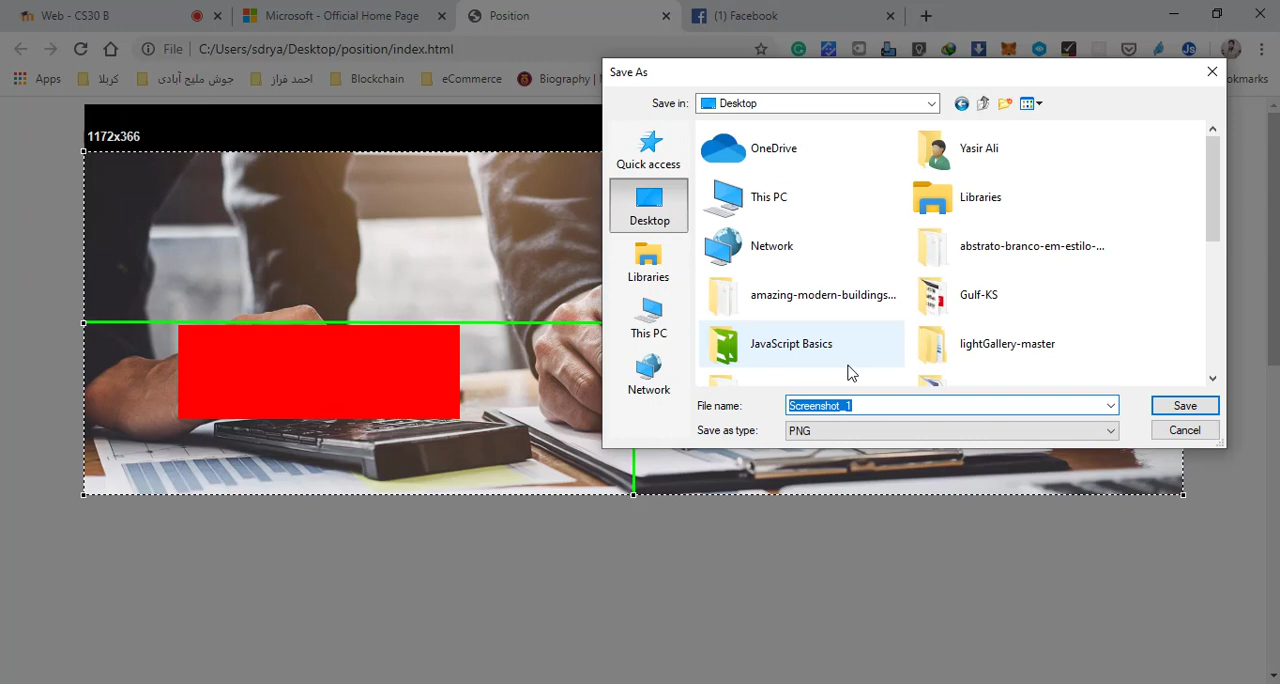 Web - CS30 B
Microsoft - Official Home Page
Position
(1) Facebook
File
C:/Users/sdrya/Desktop/position/index.html
Apps
کربلا
جوش ملیح آبادی
احمد فراز
Blockchain
eCommerce
Biography |
okmarks
1172x366
Save As
Save in:
Desktop
Quick access
Desktop
Libraries
This PC
Network
OneDrive
Yasir Ali
This PC
Libraries
Network
abstrato-branco-em-estilo-...
amazing-modern-buildings...
Gulf-KS
JavaScript Basics
lightGallery-master
File name:
Screenshot_1
Save
Save as type:
PNG
Cancel